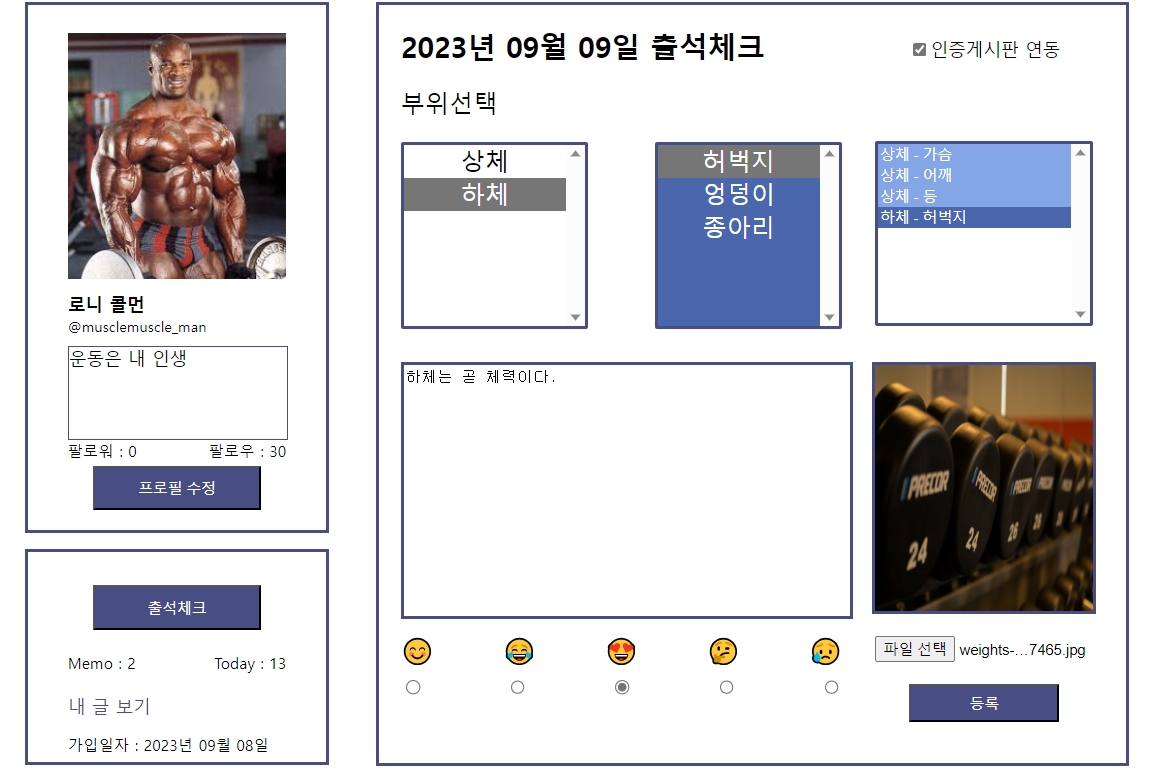 로니 콜먼
@musclemuscle_man
운동은 내 인생
팔로워 : 0 팔로우 : 30
프로필 수정
출석체크
Memo : 2 Today : 13
내 글 보기
가입일자 : 2023년 09월 08일
2023년 09월 09일 출석체크
인증게시판 연동
부위선택
상체
하체
허벅지
엉덩이
종아리
상체 - 가슴
상체 - 어깨
상체 - 등
하체 - 허벅지
하체는 곧 체력이다.
PRECOR PRECOR PRECOR
24 24 26 26
파일 선택 weights-...7465.jpg
등록